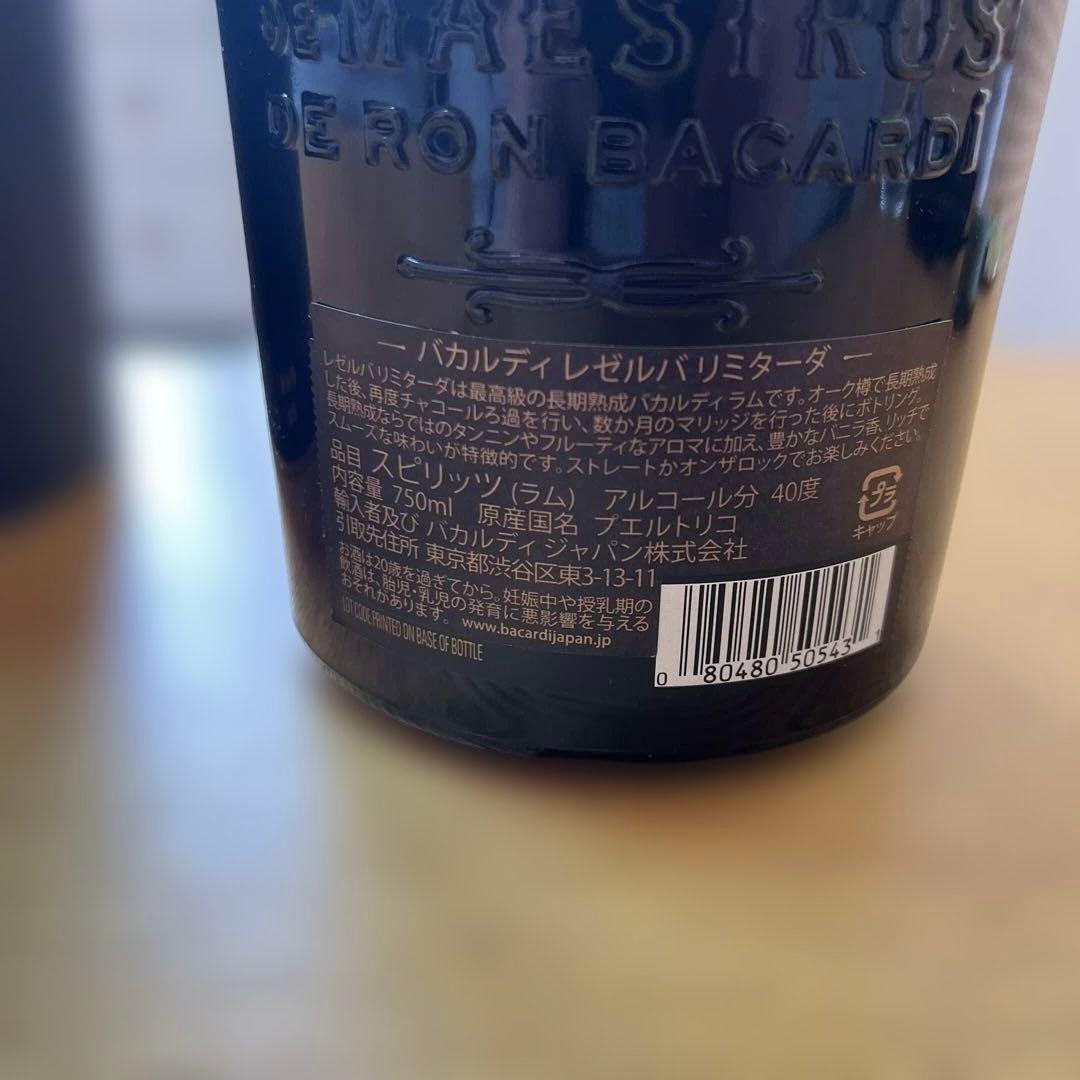 DE MAESTROS
DE RON BACARDÍ
— バカルディ レゼルバ リミターダ —
レゼルバ リミターダは最高級の長期熟成バカルディ ラムです。オーク樽で長期熟成
した後、再度チャコールろ過を行い、数か月のマリッジを行った後にボトリング。
長期熟成ならではのタンニンやフルーティなアロマに加え、豊かなバニラ香、リッチで
スムーズな味わいが特徴的です。ストレートかオンザロックでお楽しみください。
品目 スピリッツ (ラム) アルコール分 40度
内容量 750ml 原産国名 プエルトリコ
輸入者及び バカルディ ジャパン株式会社
引取先住所 東京都渋谷区東3-13-11
プラ
キャップ
お酒は20歳を過ぎてから。妊娠中や授乳期の
飲酒は、胎児・乳児の発育に悪影響を与える
おそれがあります。 www.bacardijapan.jp
LOT CODE PRINTED ON BASE OF BOTTLE
0 80480 50543 1